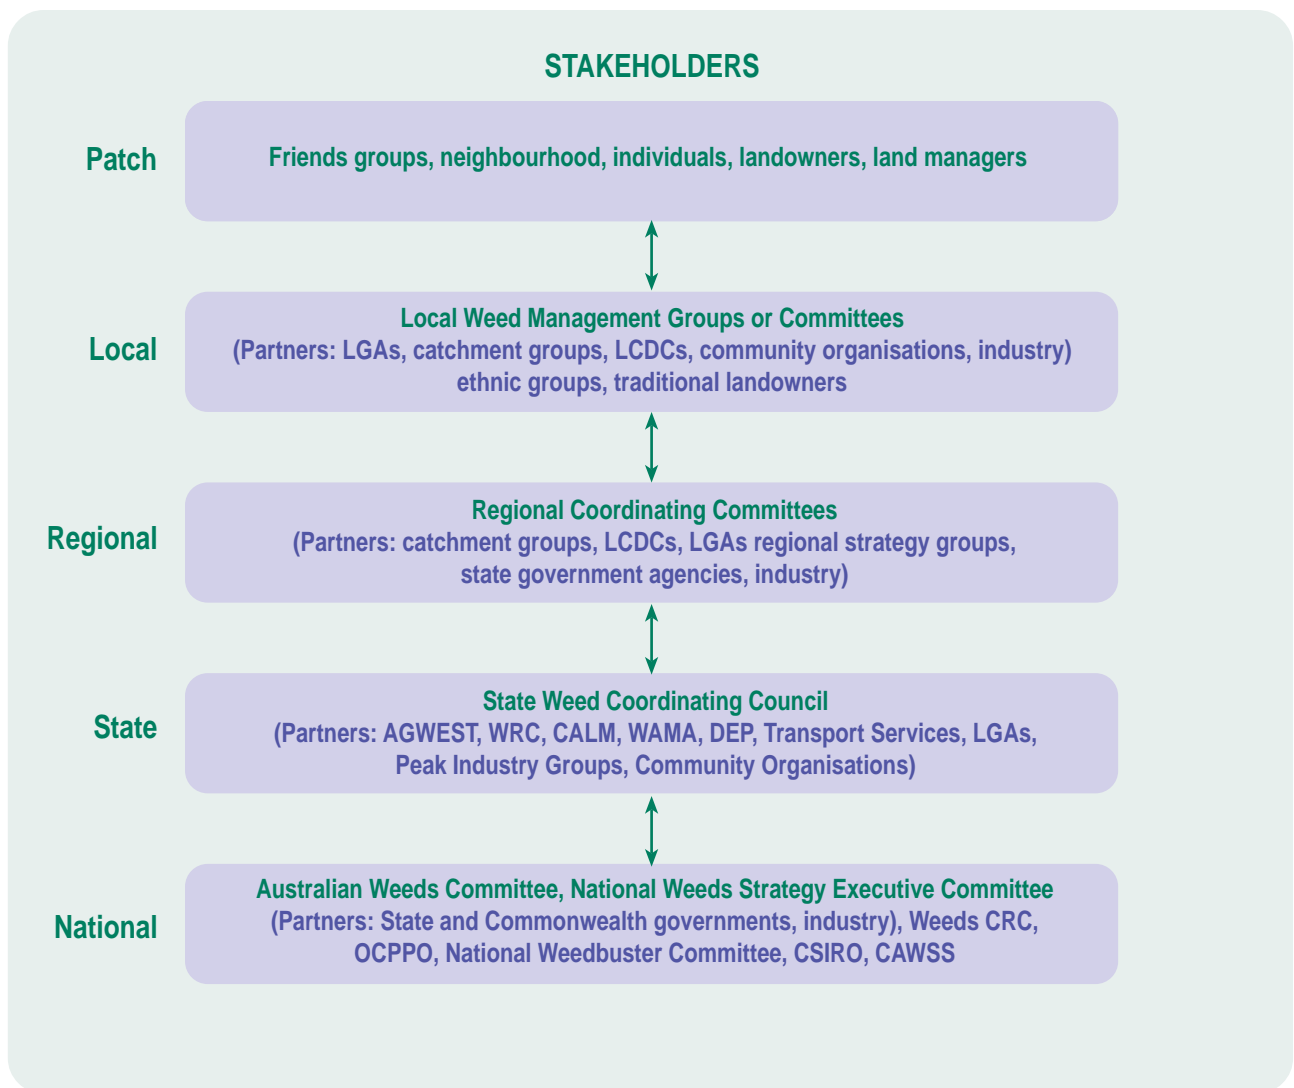 STAKEHOLDERS
Patch
Friends groups, neighbourhood, individuals, landowners, land managers
Local
Local Weed Management Groups or Committees
(Partners: LGAs, catchment groups, LCDCs, community organisations, industry)
ethnic groups, traditional landowners
Regional
Regional Coordinating Committees
(Partners: catchment groups, LCDCs, LGAs regional strategy groups,
state government agencies, industry)
State
State Weed Coordinating Council
(Partners: AGWEST, WRC, CALM, WAMA, DEP, Transport Services, LGAs,
Peak Industry Groups, Community Organisations)
National
Australian Weeds Committee, National Weeds Strategy Executive Committee
(Partners: State and Commonwealth governments, industry), Weeds CRC,
OCPPO, National Weedbuster Committee, CSIRO, CAWSS